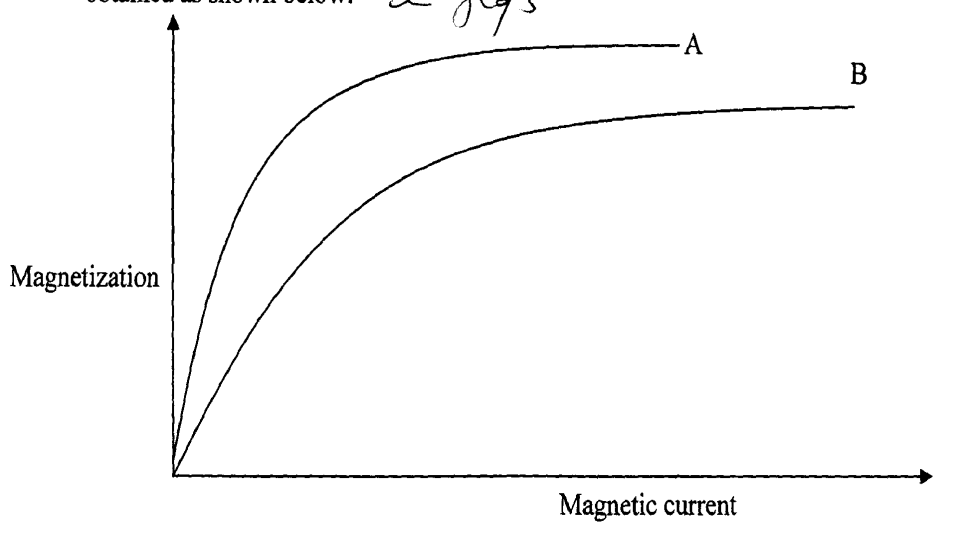 obtained as shown below.
A
B
Magnetization
Magnetic current